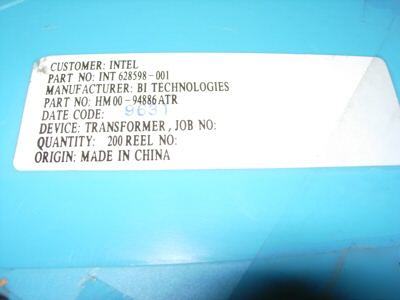 CUSTOMER: INTEL
PART NO: INT 628598-001
MANUFACTURER: BI TECHNOLOGIES
PART NO: HM00-94886ATR
DATE CODE: 9631
DEVICE: TRANSFORMER, JOB NO:
QUANTITY: 200 REEL NO:
ORIGIN: MADE IN CHINA